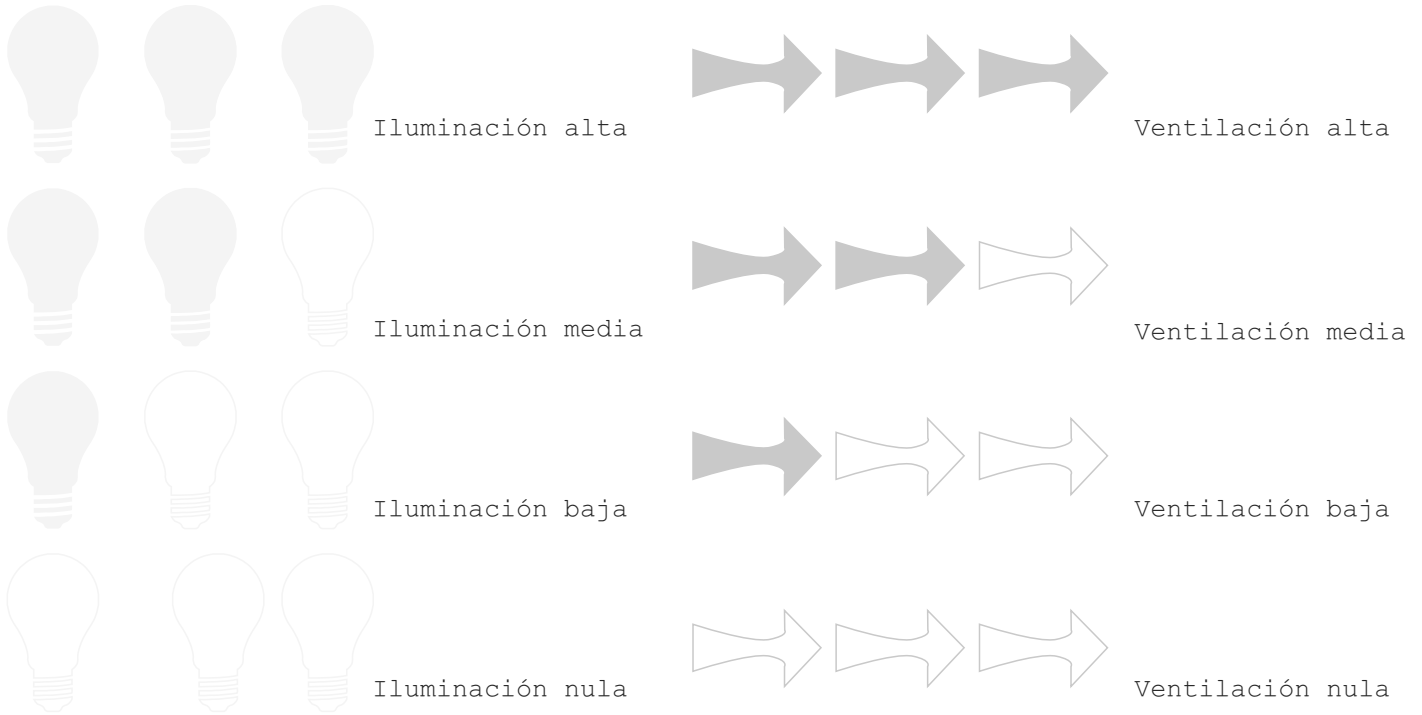 Iluminación alta
Ventilación alta
Iluminación media
Ventilación media
Iluminación baja
Ventilación baja
Iluminación nula
Ventilación nula